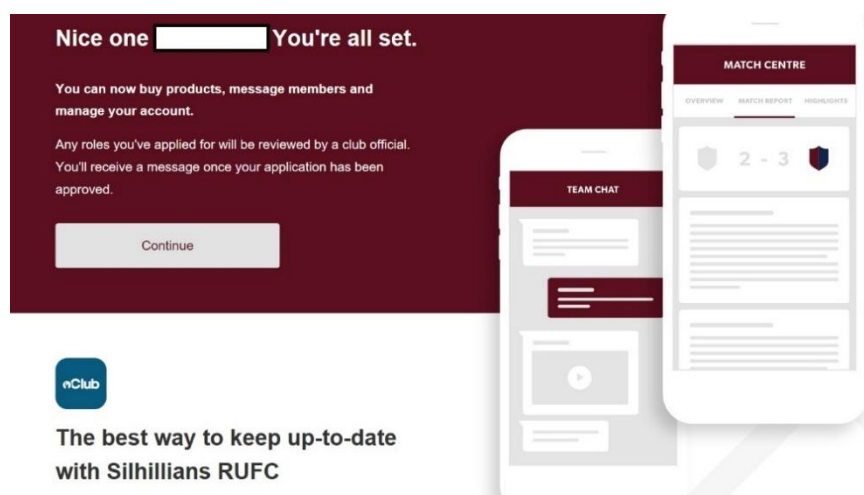 Nice one You're all set.
You can now buy products, message members and
manage your account.
Any roles you've applied for will be reviewed by a club official.
You'll receive a message once your application has been
approved.
Continue
Club
The best way to keep up-to-date
with Silhillians RUFC
TEAM CHAT
MATCH CENTRE
OVERVIEW MATCH REPORT HIGHLIGHTS
2 - 3